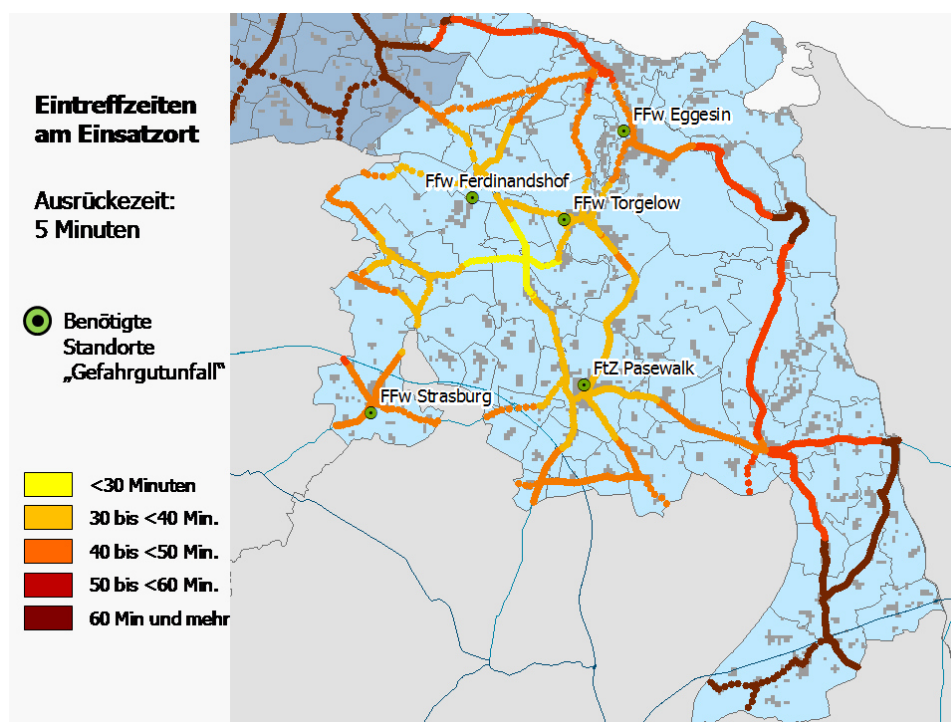 Eintreffzeiten
am Einsatzort
Ausrückezeit:
5 Minuten
Benötigte
Standorte
„Gefahrgutunfall“
<30 Minuten
30 bis <40 Min.
40 bis <50 Min.
50 bis <60 Min.
60 Min und mehr
FFw Eggesin
Ffw Ferdinandshof
FFw Torgelow
FtZ Pasewalk
FFw Strasburg